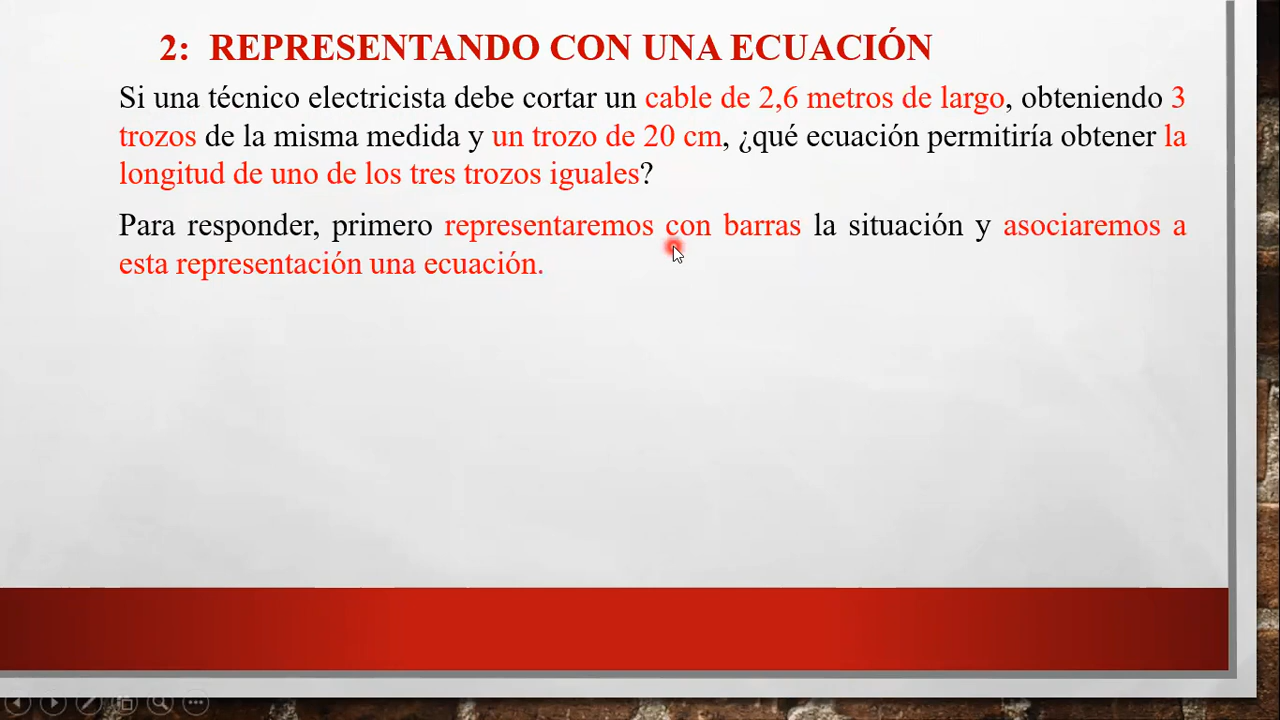 2: REPRESENTANDO CON UNA ECUACIÓN
Si una técnico electricista debe cortar un cable de 2,6 metros de largo, obteniendo 3
trozos de la misma medida y un trozo de 20 cm, ¿qué ecuación permitiría obtener la
longitud de uno de los tres trozos iguales?
Para responder, primero representaremos con barras la situación y asociaremos a
esta representación una ecuación.